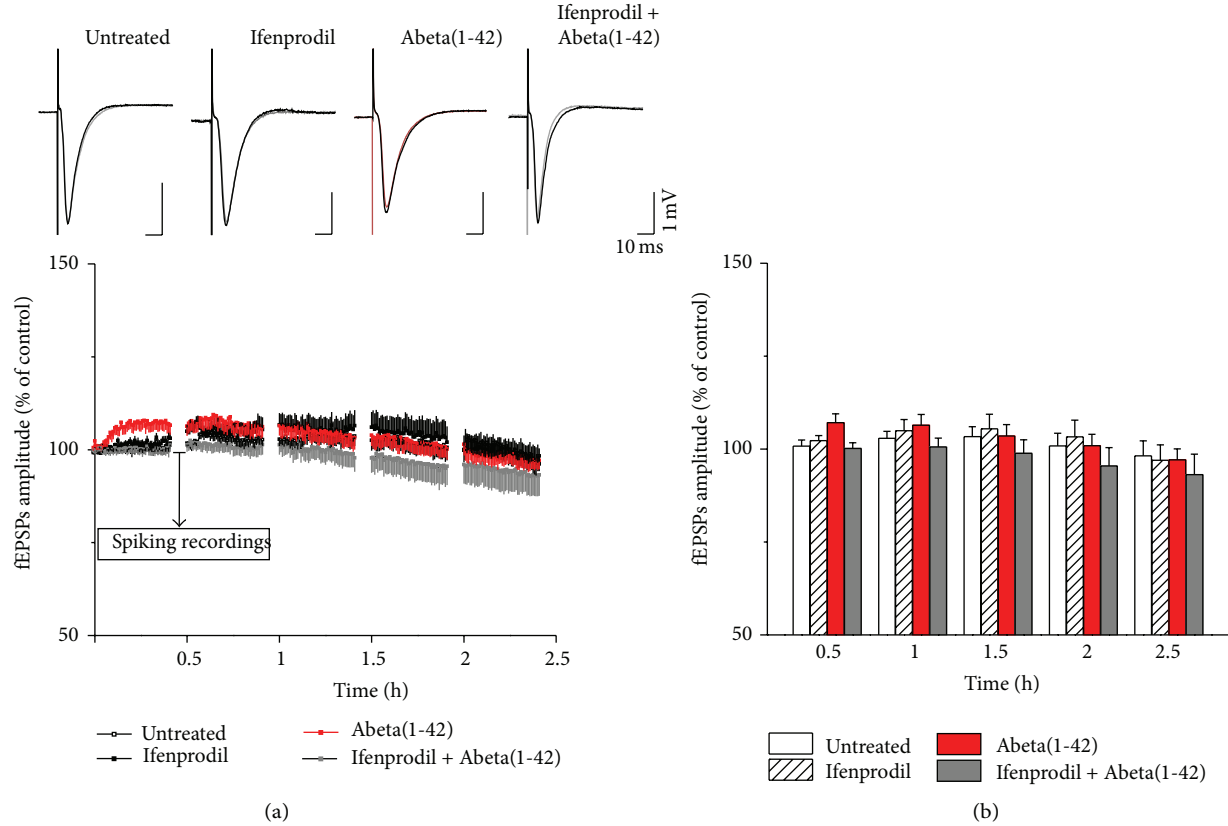 Untreated
Ifenprodil
Abeta(1-42)
Ifenprodil +
Abeta(1-42)
1 mV
10 ms
150
100
50
fEPSPs amplitude (% of control)
Spiking recordings
0.5
1
1.5
2
2.5
Time (h)
Untreated
Ifenprodil
Abeta(1-42)
Ifenprodil + Abeta(1-42)
(a)
150
100
50
fEPSPs amplitude (% of control)
0.5
1
1.5
2
2.5
Time (h)
Untreated
Ifenprodil
Abeta(1-42)
Ifenprodil + Abeta(1-42)
(b)